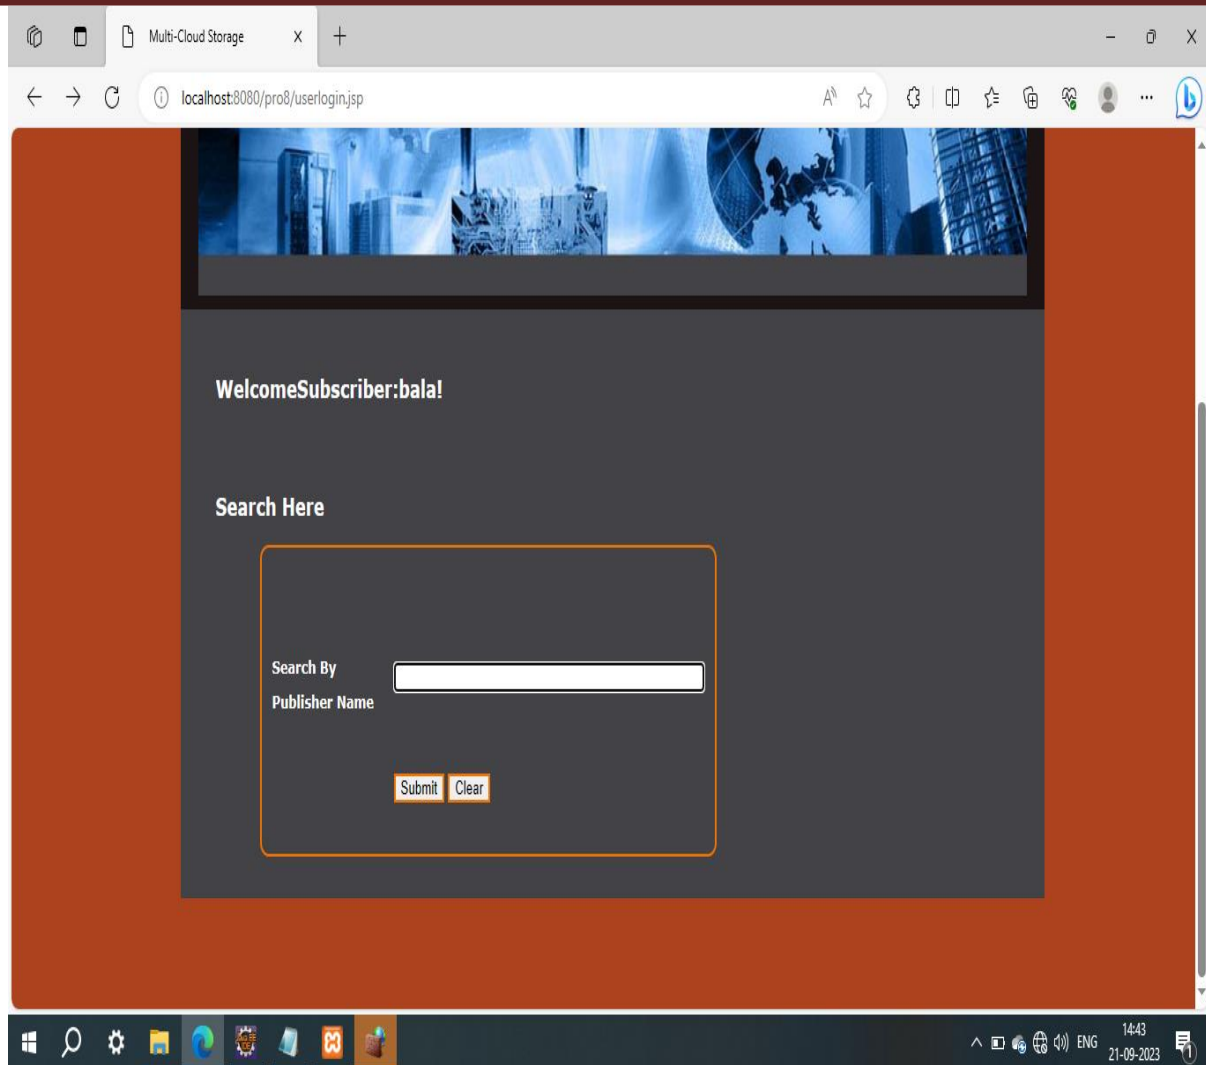 Multi-Cloud Storage
localhost:8080/pro8/userlogin.jsp
WelcomeSubscriber:bala!
Search Here
Search By
Publisher Name
Submit Clear
ENG
14:43
21-09-2023
1